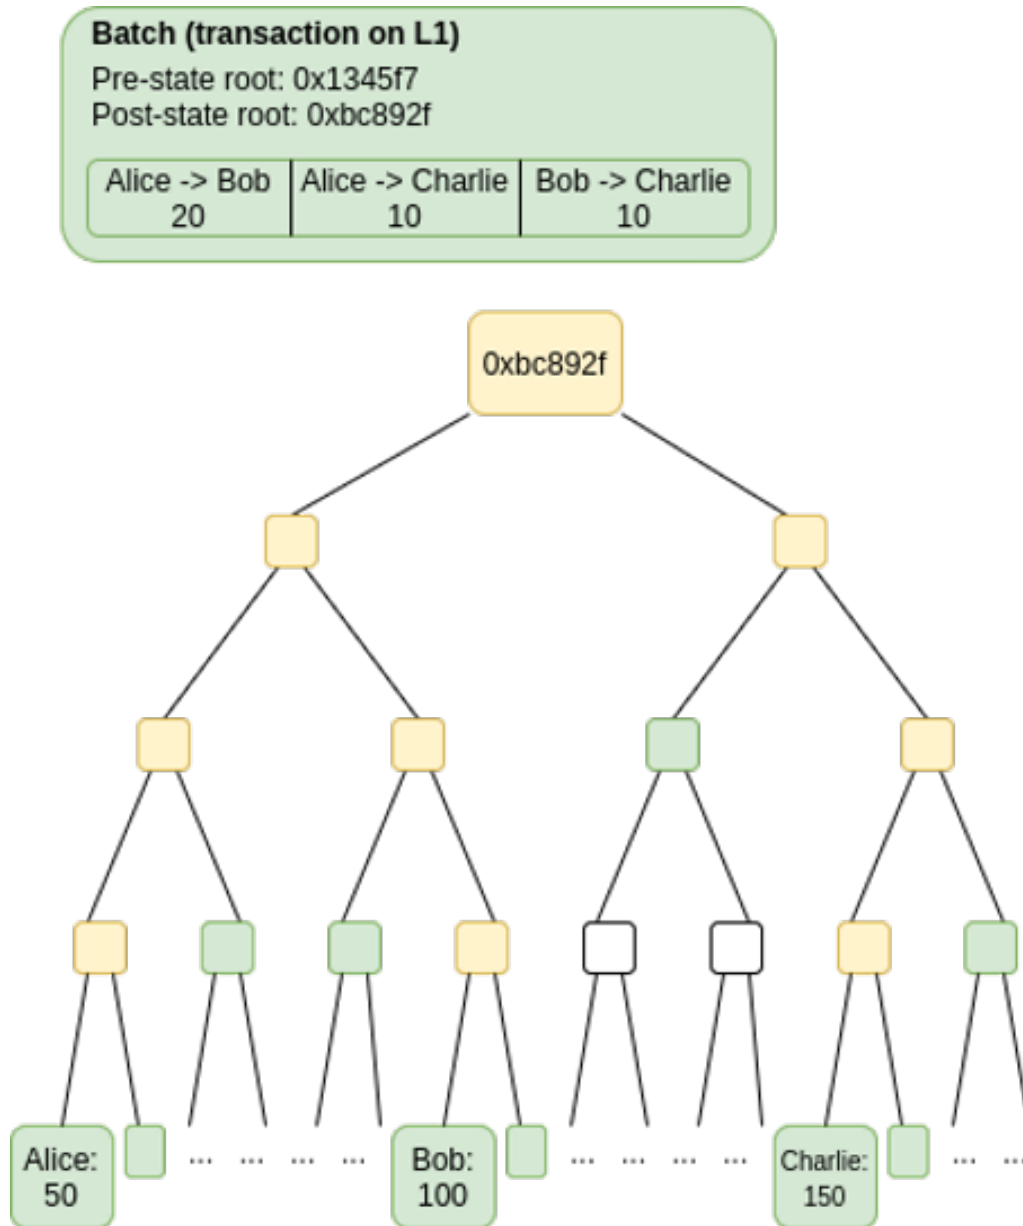 Batch (transaction on L1)
Pre-state root: 0x1345f7
Post-state root: 0xbc892f
Alice -> Bob
20
Alice -> Charlie
10
Bob -> Charlie
10
0xbc892f
Alice:
50
... ... ... ...
Bob:
100
... ... ... ...
Charlie:
150
... ...